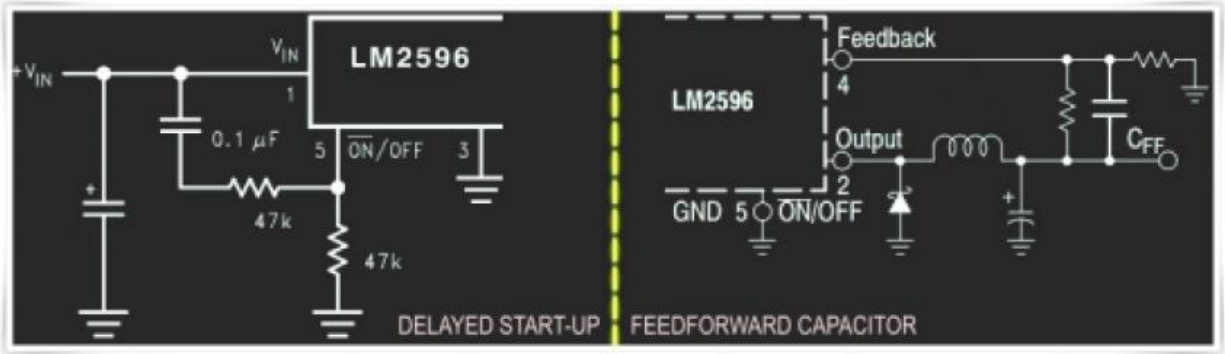 +VIN
VIN
1
LM2596
0.1 μF
5
ON/OFF
3
47k
47k
DELAYED START-UP
Feedback
4
LM2596
Output
2
CFF
GND 5 ON/OFF
FEEDFORWARD CAPACITOR